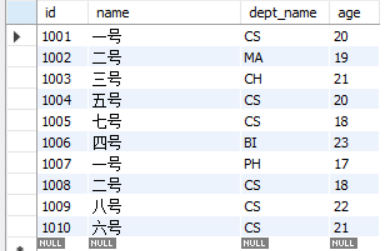 id name dept_name age
1001 一号 CS 20
1002 二号 MA 19
1003 三号 CH 21
1004 五号 CS 20
1005 七号 CS 18
1006 四号 BI 23
1007 一号 PH 17
1008 二号 CS 18
1009 八号 CS 22
1010 六号 CS 21
NULL NULL NULL NULL